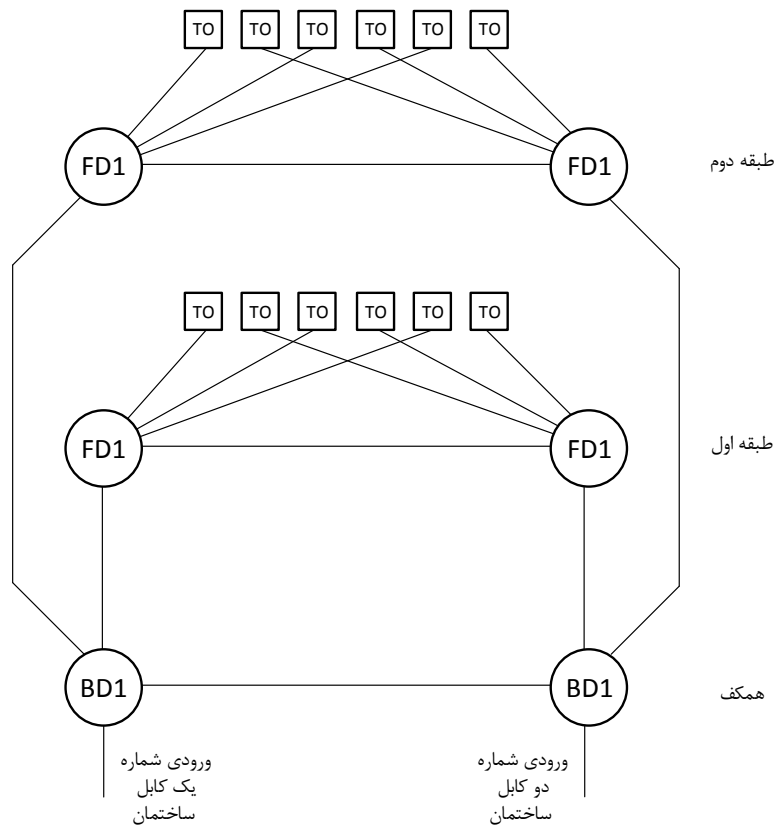 TO TO TO TO TO TO
FD1 FD1 طبقه دوم
TO TO TO TO TO TO
FD1 FD1 طبقه اول
BD1 BD1 همکف
ورودی شماره
یک کابل
ساختمان
ورودی شماره
دو کابل
ساختمان